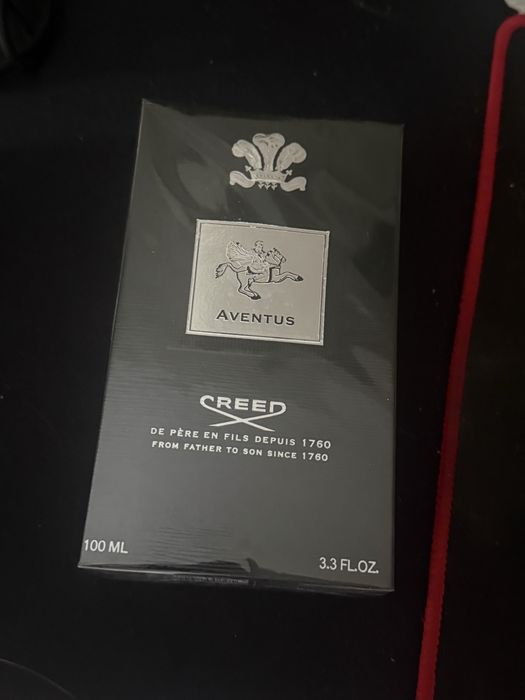 AVENTUS
CREED
DE PÈRE EN FILS DEPUIS 1760
FROM FATHER TO SON SINCE 1760
100 ML
3.3 FL.OZ.